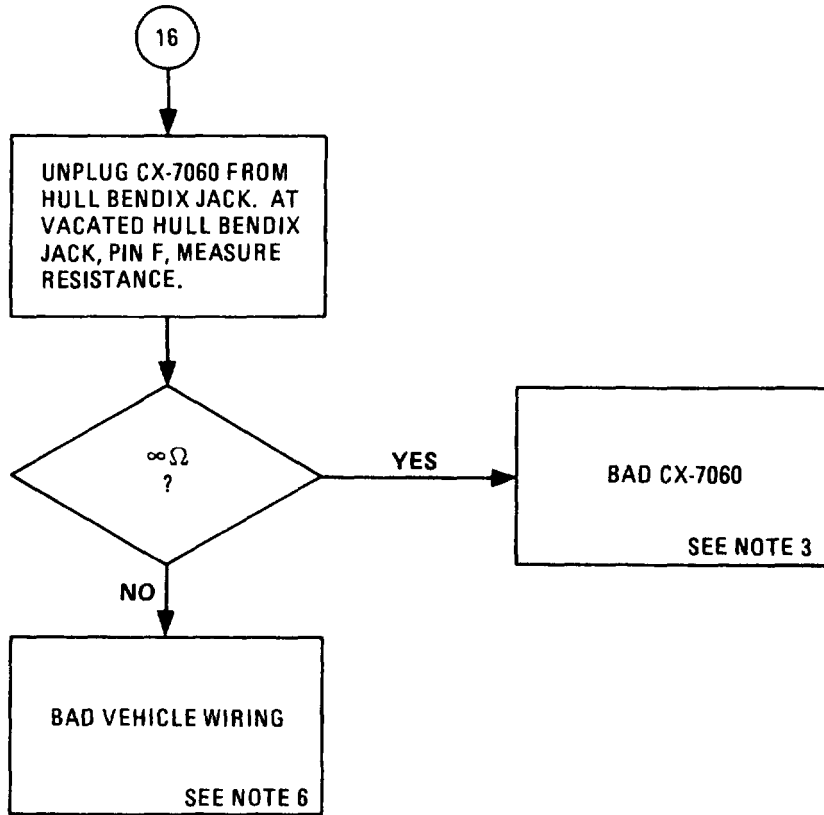 16
UNPLUG CX-7060 FROM
HULL BENDIX JACK. AT
VACATED HULL BENDIX
JACK, PIN F, MEASURE
RESISTANCE.
∞Ω
?
YES
BAD CX-7060
SEE NOTE 3
NO
BAD VEHICLE WIRING
SEE NOTE 6